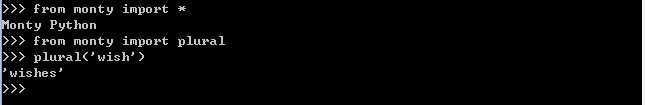 >>> from monty import *
Monty Python
>>> from monty import plural
>>> plural('wish')
'wishes'
>>>